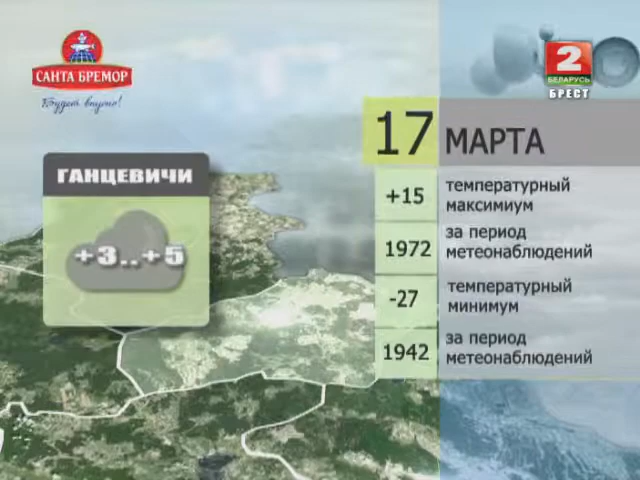 САНТА БРЕМОР
Будет вкусно!
2
БЕЛАРУСЬ
БРЕСТ
17 МАРТА
ГАНЦЕВИЧИ
+3..+5
+15 температурный
максимиум
1972 за период
метеонаблюдений
-27 температурный
минимум
1942 за период
метеонаблюдений